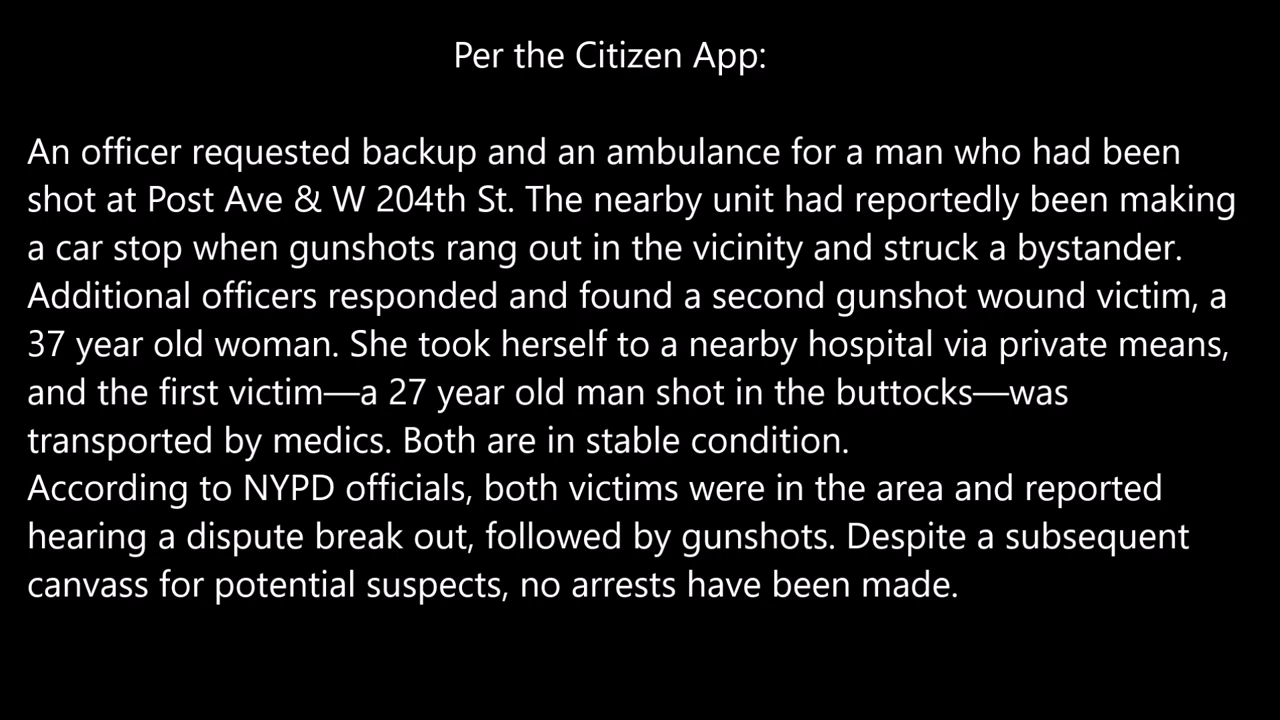 Per the Citizen App:
An officer requested backup and an ambulance for a man who had been
shot at Post Ave & W 204th St. The nearby unit had reportedly been making
a car stop when gunshots rang out in the vicinity and struck a bystander.
Additional officers responded and found a second gunshot wound victim, a
37 year old woman. She took herself to a nearby hospital via private means,
and the first victim—a 27 year old man shot in the buttocks—was
transported by medics. Both are in stable condition.
According to NYPD officials, both victims were in the area and reported
hearing a dispute break out, followed by gunshots. Despite a subsequent
canvass for potential suspects, no arrests have been made.